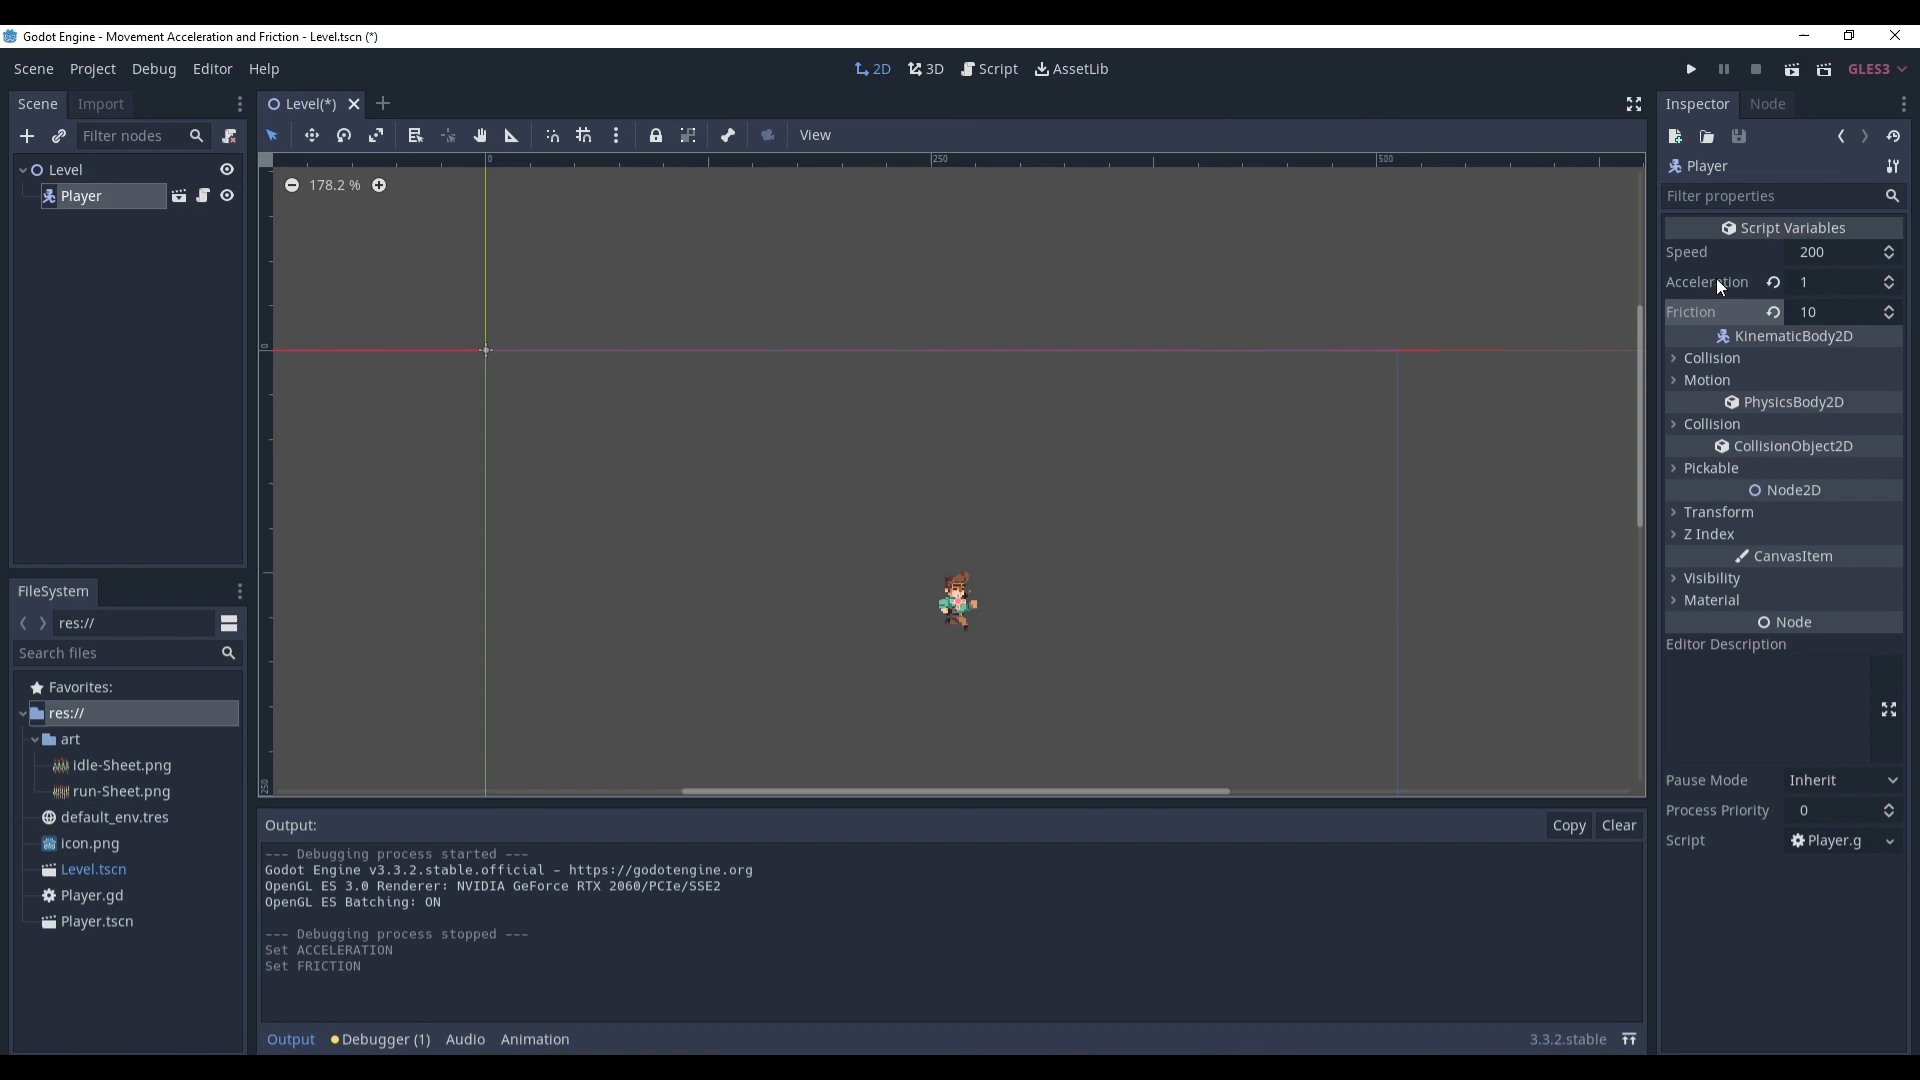 Godot Engine - Movement Acceleration and Friction - Level.tscn (*)
Scene Project Debug Editor Help
2D 3D Script AssetLib
GLES3
Scene Import
Level(*)
Inspector Node
Filter nodes
View
Level
Player
0 250 500
178.2 %
0
250
Player
Filter properties
Script Variables
Speed 200
Acceleration 1
Friction 10
KinematicBody2D
Collision
Motion
PhysicsBody2D
Collision
CollisionObject2D
Pickable
Node2D
Transform
Z Index
CanvasItem
Visibility
Material
Node
Editor Description
Pause Mode Inherit
Process Priority 0
Script Player.g
FileSystem
res://
Search files
Favorites:
res://
art
Idle-Sheet.png
run-Sheet.png
default_env.tres
icon.png
Level.tscn
Player.gd
Player.tscn
Output:
Copy Clear
--- Debugging process started ---
Godot Engine v3.3.2.stable.official - https://godotengine.org
OpenGL ES 3.0 Renderer: NVIDIA GeForce RTX 2060/PCIe/SSE2
OpenGL ES Batching: ON
--- Debugging process stopped ---
Set ACCELERATION
Set FRICTION
Output Debugger (1) Audio Animation
3.3.2.stable